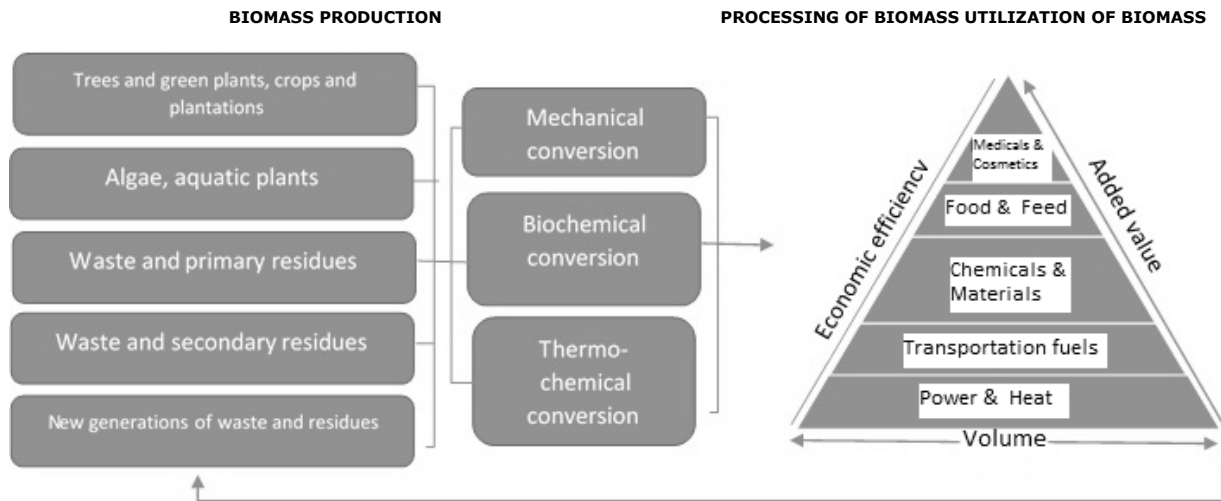 BIOMASS PRODUCTION
PROCESSING OF BIOMASS UTILIZATION OF BIOMASS
Trees and green plants, crops and
plantations
Algae, aquatic plants
Waste and primary residues
Waste and secondary residues
New generations of waste and residues
Mechanical
conversion
Biochemical
conversion
Thermo-
chemical
conversion
Economic efficiency
Added value
Medicals &
Cosmetics
Food & Feed
Chemicals &
Materials
Transportation fuels
Power & Heat
Volume